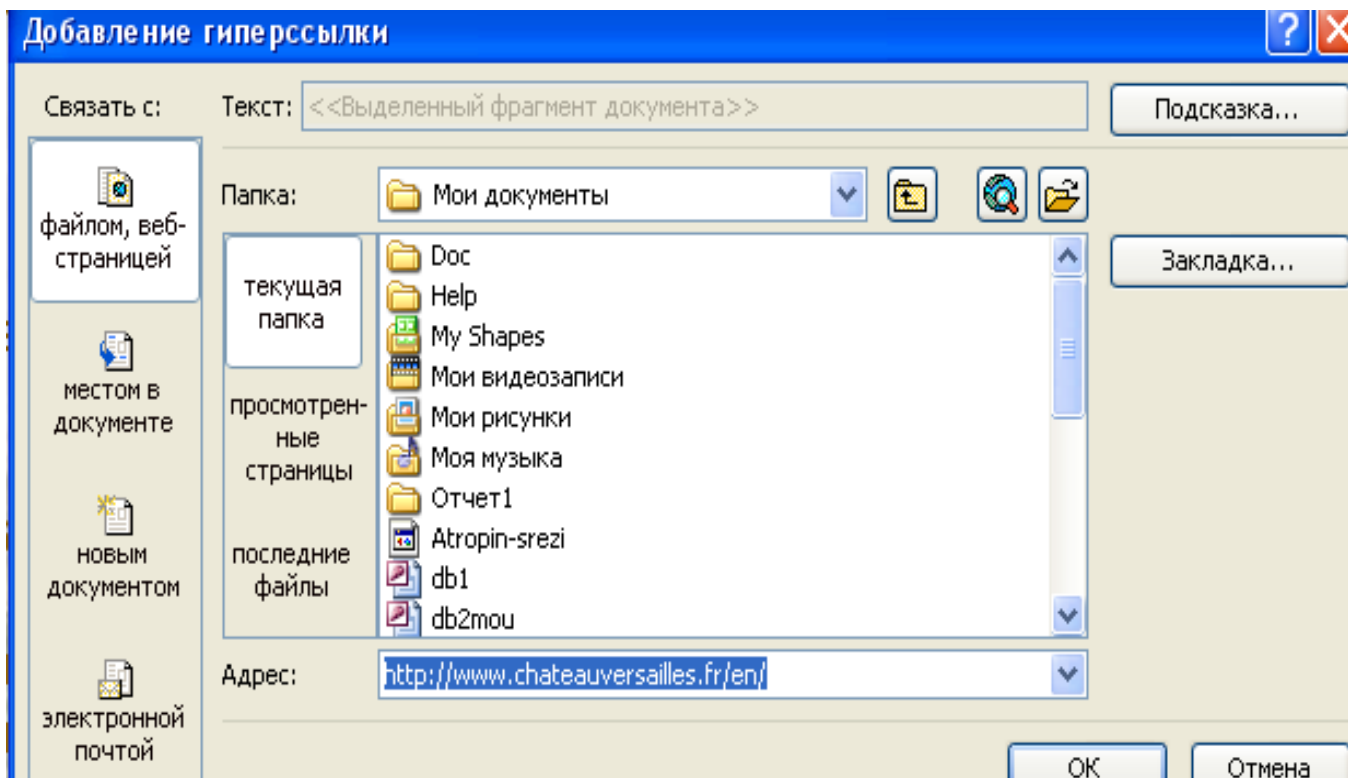 Добавление гиперссылки
Связать с:
Текст: <<Выделенный фрагмент документа>>
Подсказка...
файлом, веб-
страницей
местом в
документе
новым
документом
электронной
почтой
Папка: Мои документы
текущая
папка
просмотрен-
ные
страницы
последние
файлы
Doc
Help
My Shapes
Мои видеозаписи
Мои рисунки
Моя музыка
Отчет1
Atropin-srezi
db1
db2mou
Закладка...
Адрес: http://www.chateauversailles.fr/en/
ОК
Отмена